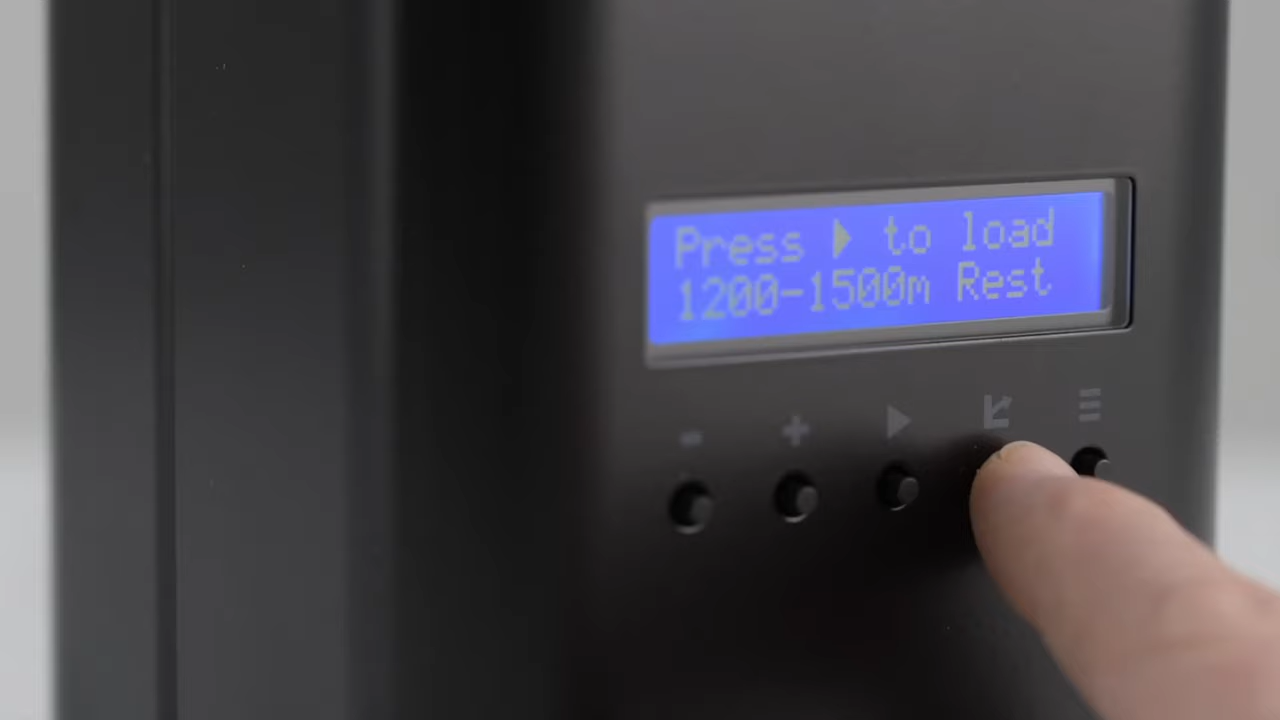 Press ▶ to load
1200-1500m Rest
- + ▶